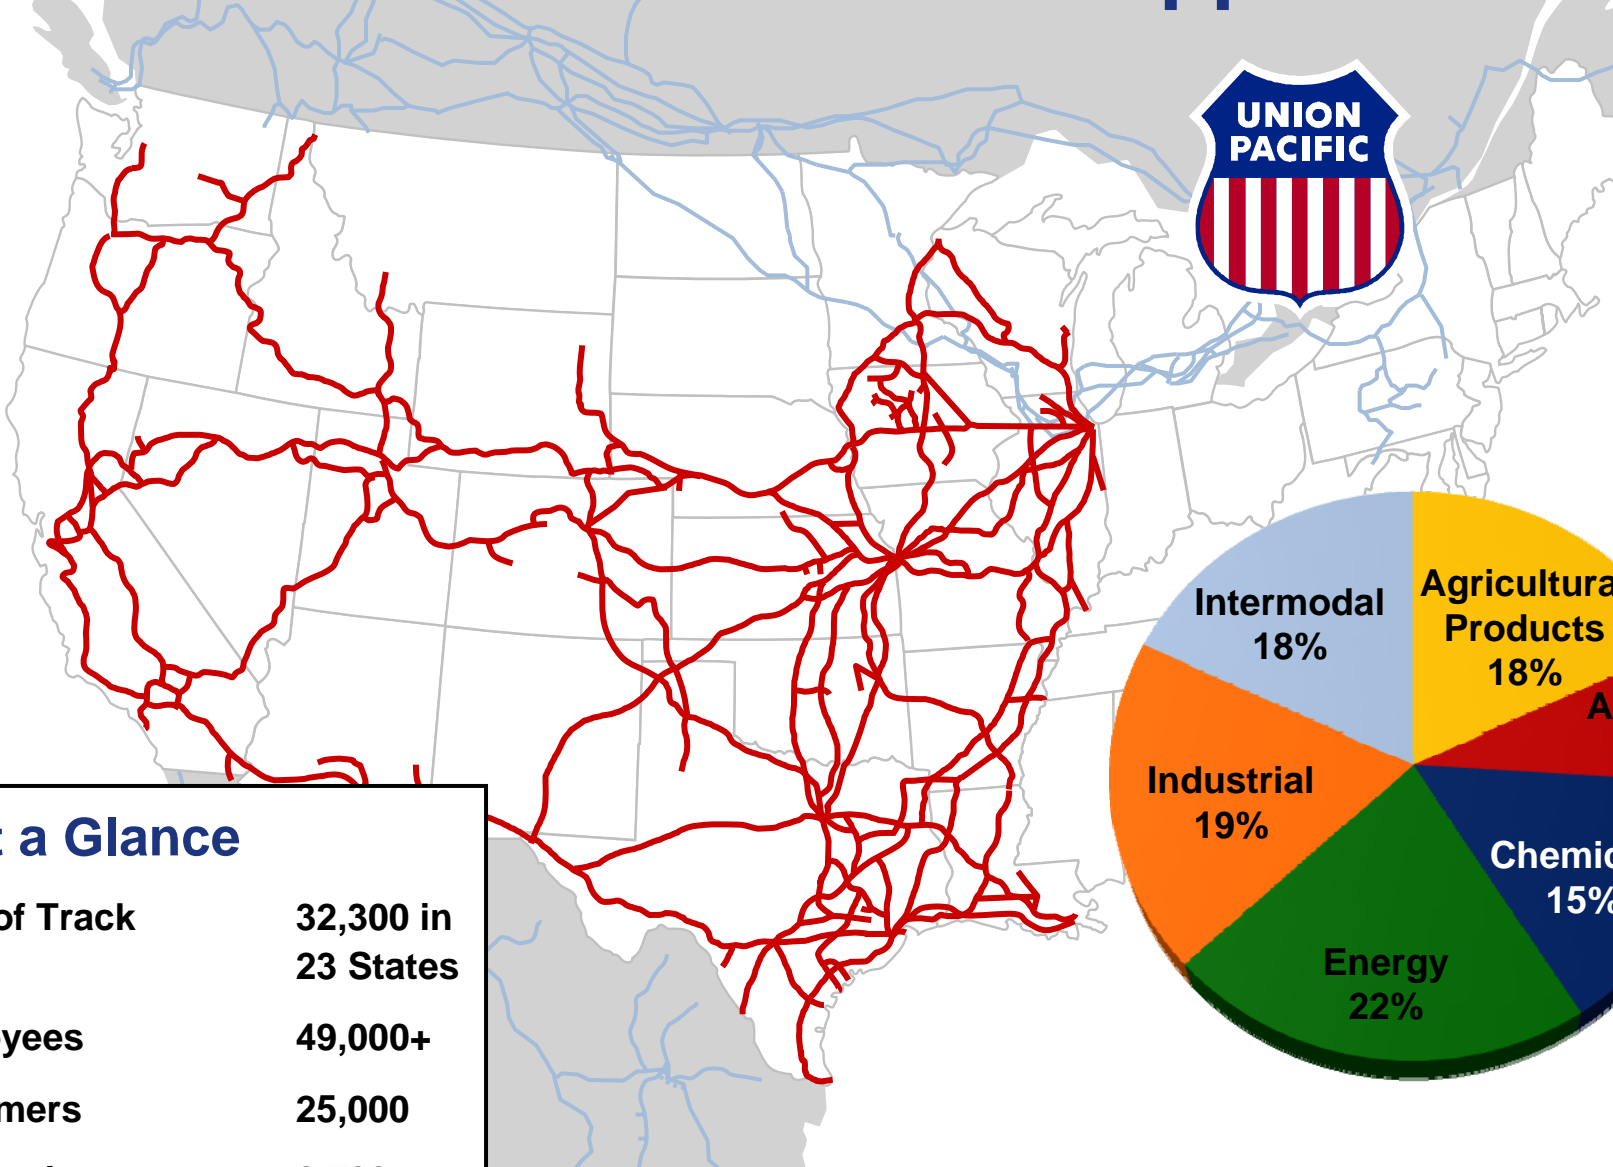 UNION
PACIFIC
Intermodal
18%
Agricultura
Products
18%
A
Industrial
19%
Chemic
15%
Energy
22%
t a Glance
of Track 32,300 in
23 States
yees 49,000+
mers 25,000